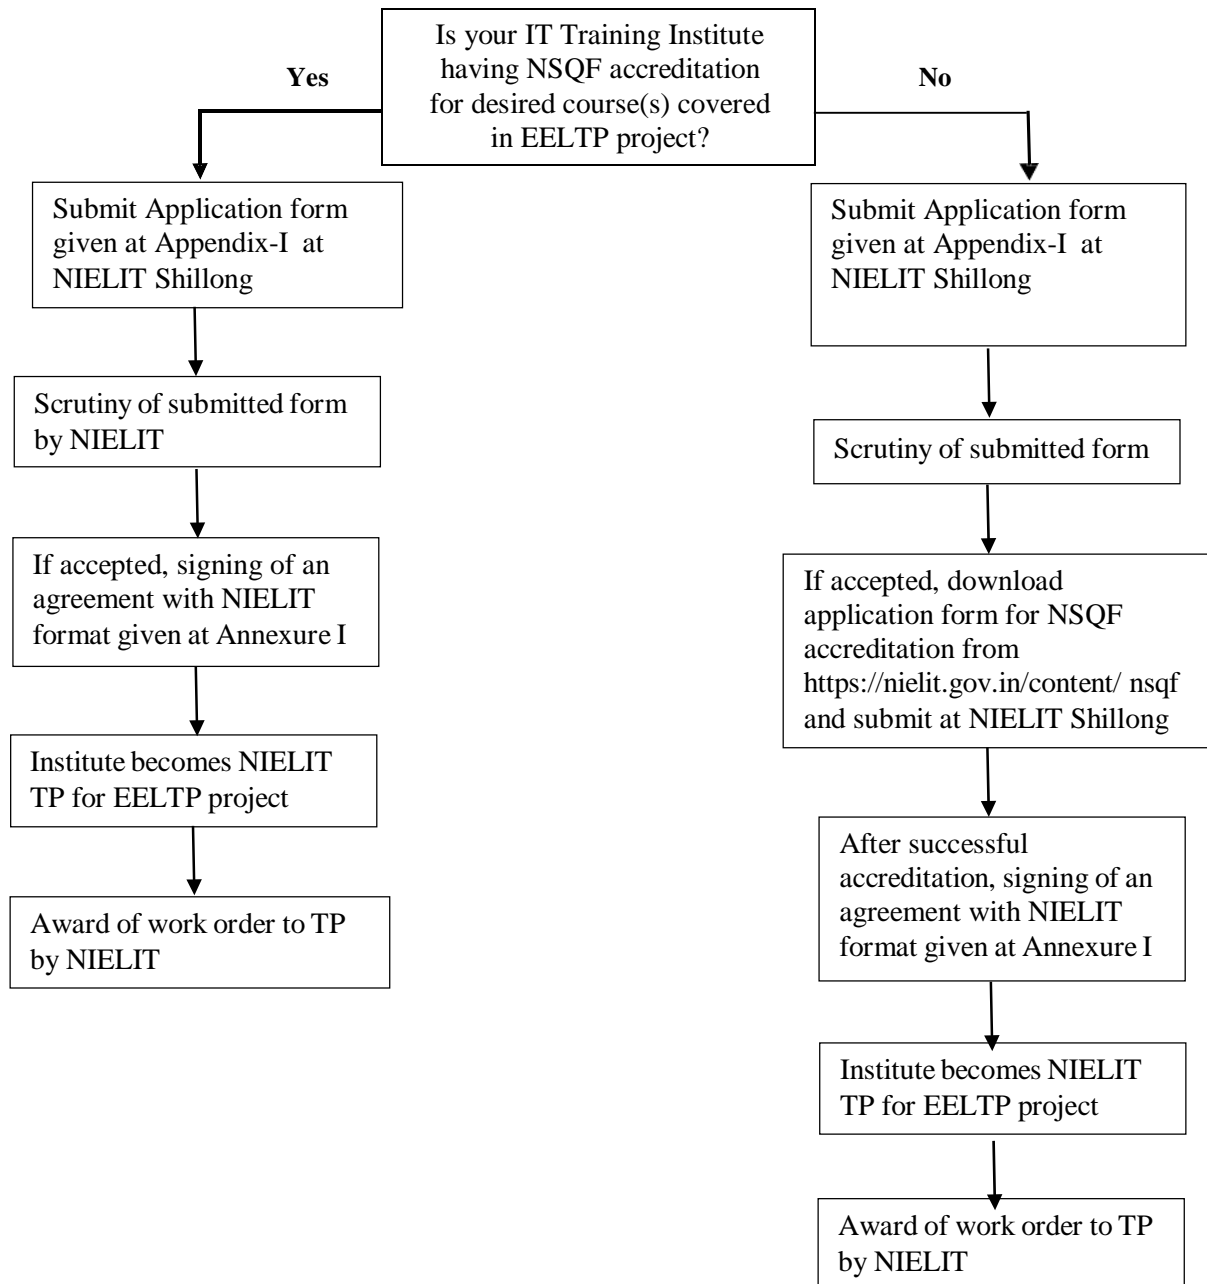 Is your IT Training Institute
having NSQF accreditation
for desired course(s) covered
in EELTP project?
Yes
No
Submit Application form
given at Appendix-I at
NIELIT Shillong
Scrutiny of submitted form
by NIELIT
If accepted, signing of an
agreement with NIELIT
format given at Annexure I
Institute becomes NIELIT
TP for EELTP project
Award of work order to TP
by NIELIT
Submit Application form
given at Appendix-I at
NIELIT Shillong
Scrutiny of submitted form
If accepted, download
application form for NSQF
accreditation from
https://nielit.gov.in/content/ nsqf
and submit at NIELIT Shillong
After successful
accreditation, signing of an
agreement with NIELIT
format given at Annexure I
Institute becomes NIELIT
TP for EELTP project
Award of work order to TP
by NIELIT